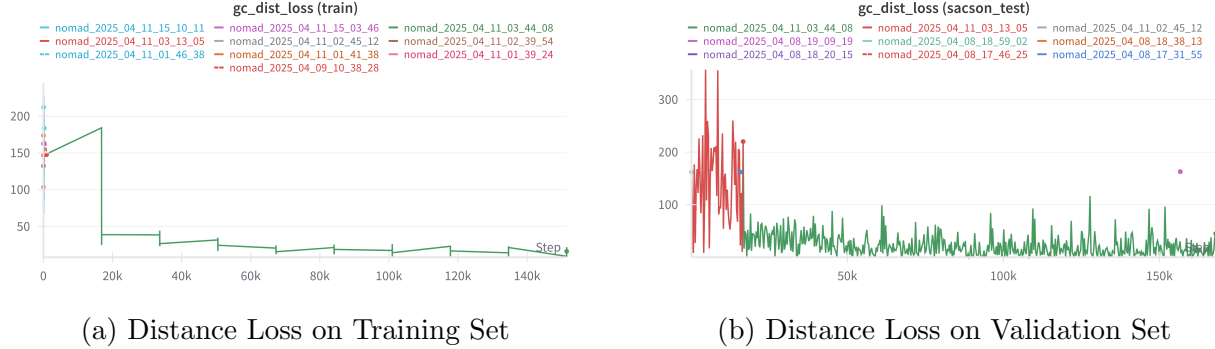 gc_dist_loss (train)
nomad_2025_04_11_15_10_11 nomad_2025_04_11_15_03_46 nomad_2025_04_11_03_44_08
nomad_2025_04_11_03_13_05 nomad_2025_04_11_02_45_12 nomad_2025_04_11_02_39_54
nomad_2025_04_11_01_46_38 nomad_2025_04_11_01_41_38 nomad_2025_04_11_01_39_24
nomad_2025_04_09_10_38_28
200
150
100
50
Step
0 20k 40k 60k 80k 100k 120k 140k
(a) Distance Loss on Training Set
gc_dist_loss (sacson_test)
nomad_2025_04_11_03_44_08 nomad_2025_04_11_03_13_05 nomad_2025_04_11_02_45_12
nomad_2025_04_08_19_09_19 nomad_2025_04_08_18_59_02 nomad_2025_04_08_18_38_13
nomad_2025_04_08_18_20_15 nomad_2025_04_08_17_46_25 nomad_2025_04_08_17_31_55
300
200
100
Step
50k 100k 150k
(b) Distance Loss on Validation Set